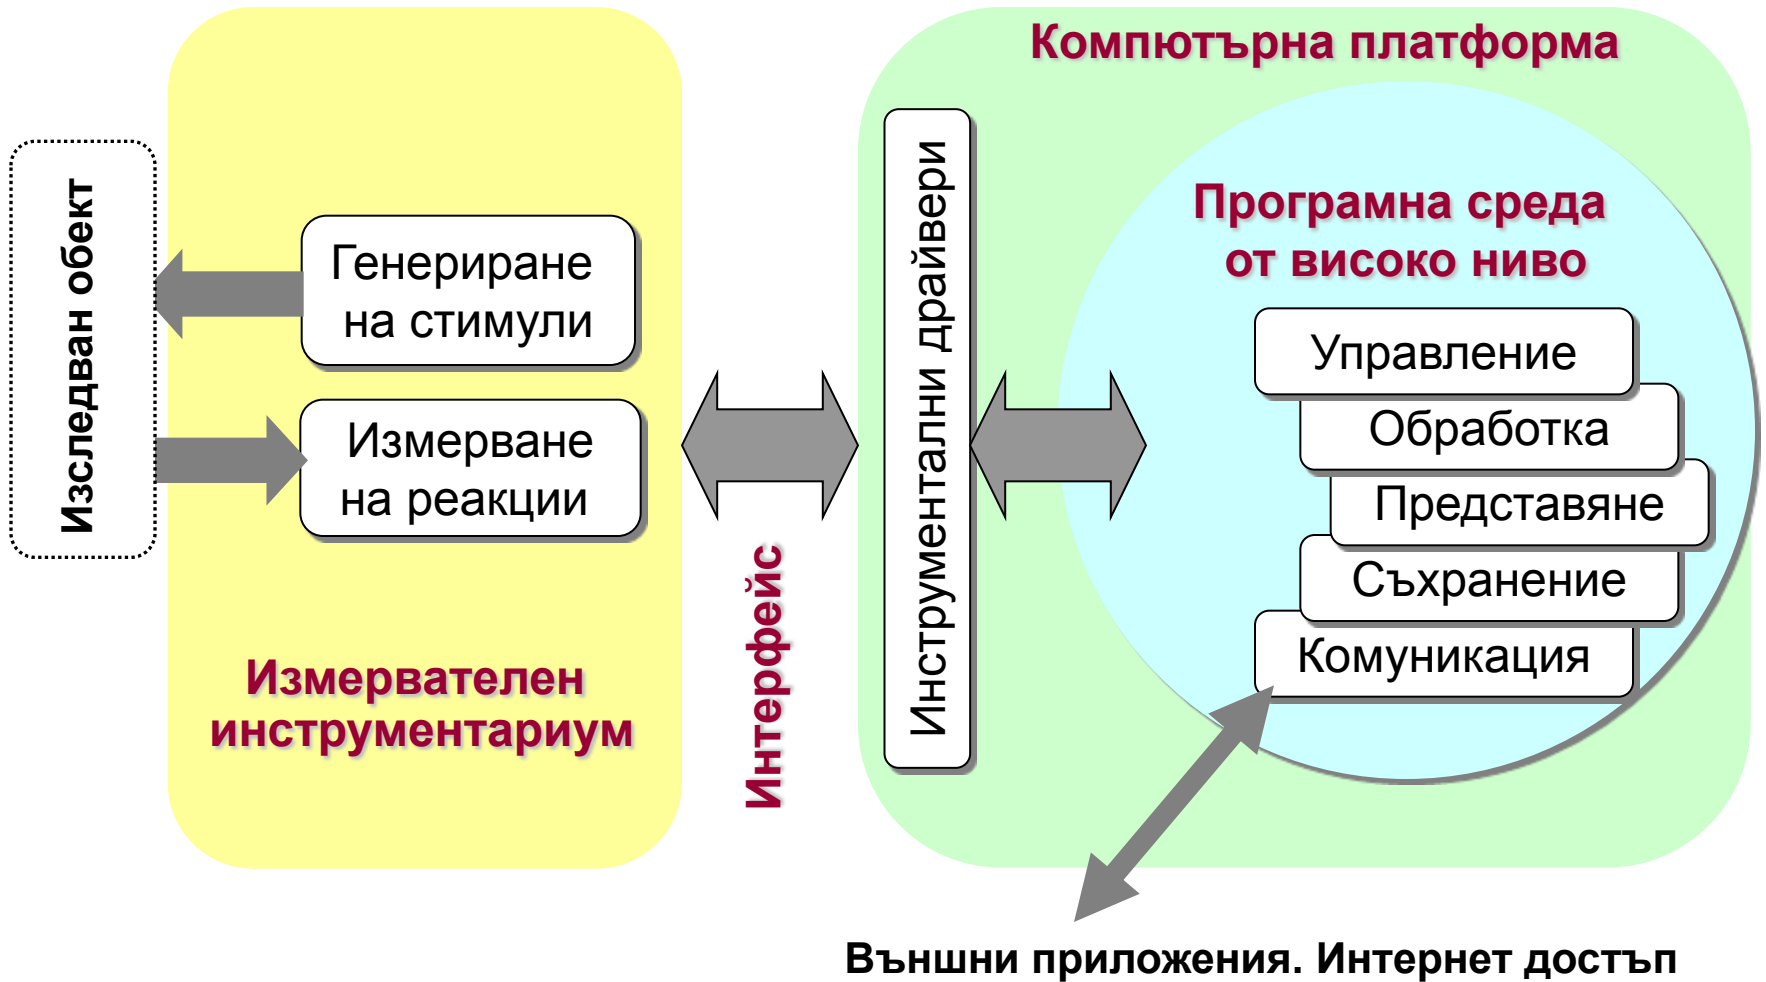 Компютърна платформа
Изследван обект
Генериране
на стимули
Измерване
на реакции
Измервателен
инструментариум
Интерфейс
Инструментални драйвери
Програмна среда
от високо ниво
Управление
Обработка
Представяне
Съхранение
Комуникация
Външни приложения. Интернет достъп